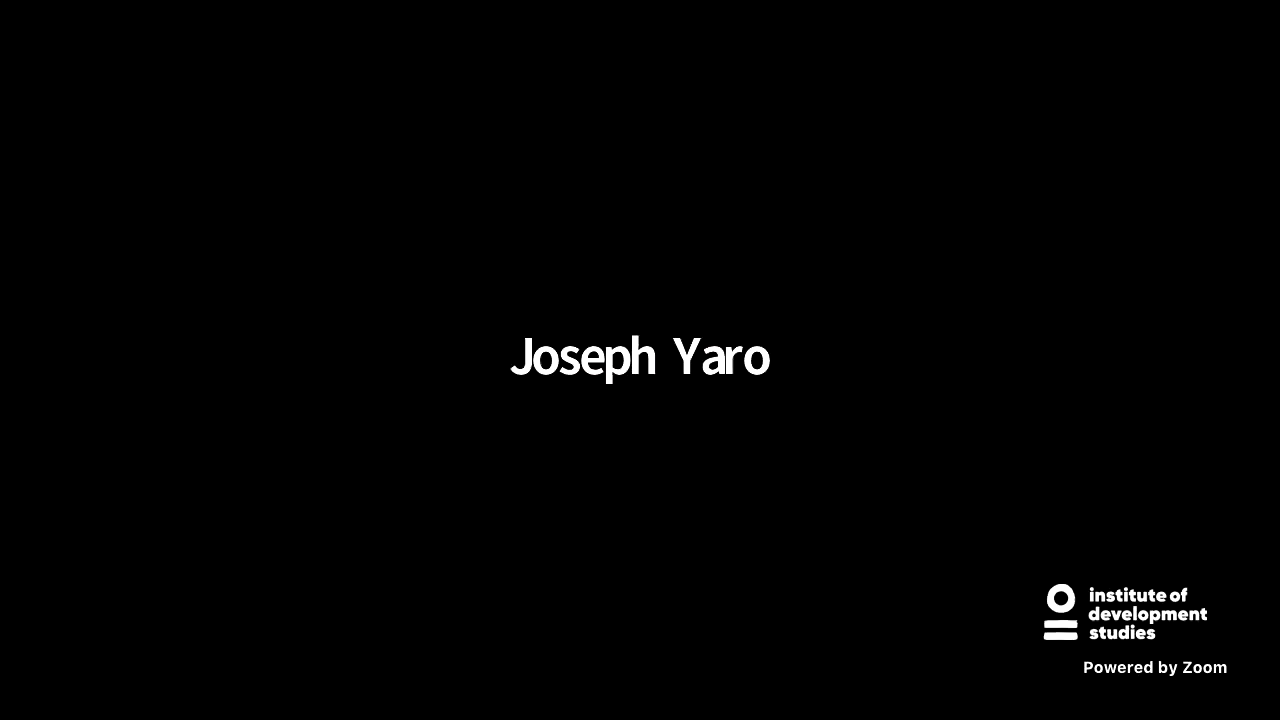 Joseph Yaro
institute of
development
studies
Powered by Zoom